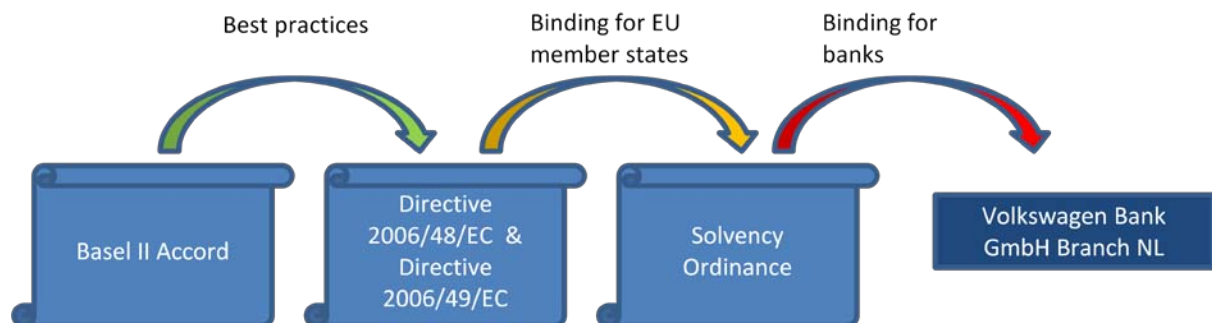 Best practices
Binding for EU
member states
Binding for
banks
Basel II Accord
Directive
2006/48/EC &
Directive
2006/49/EC
Solvency
Ordinance
Volkswagen Bank
GmbH Branch NL